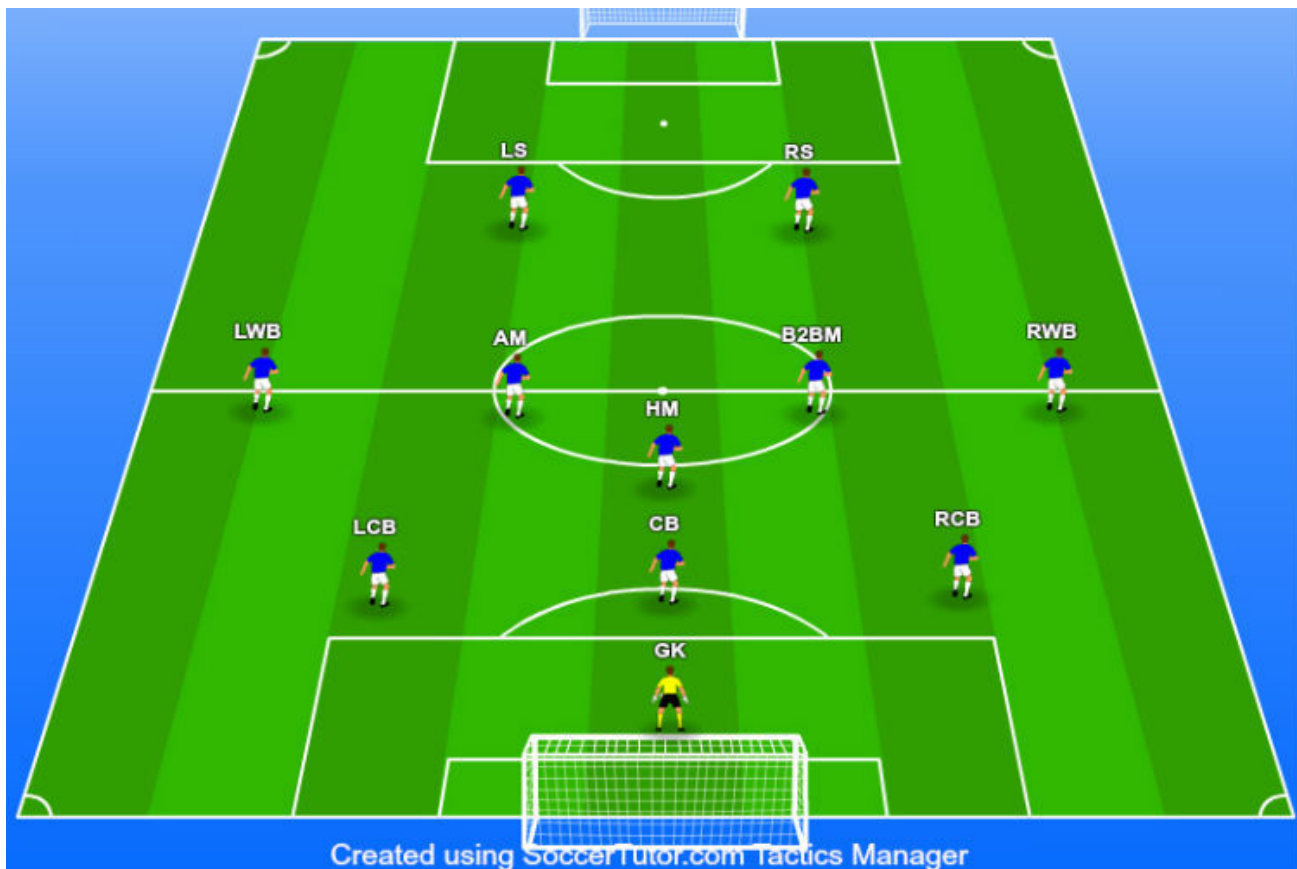 LS
RS
LWB
AM
B2BM
RWB
HM
LCB
CB
RCB
GK
Created using SoccerTutor.com Tactics Manager